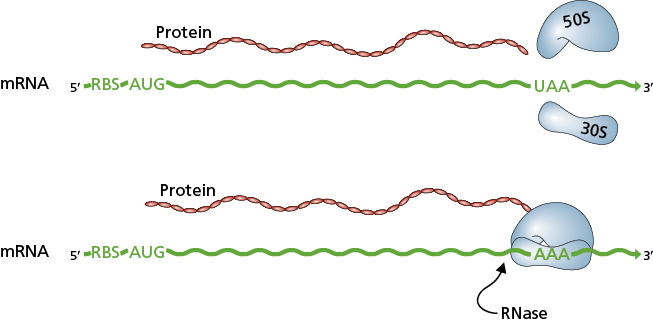 Protein
50S
mRNA 5′ RBS AUG UAA 3′
30S
Protein
mRNA 5′ RBS AUG AAA 3′
RNase